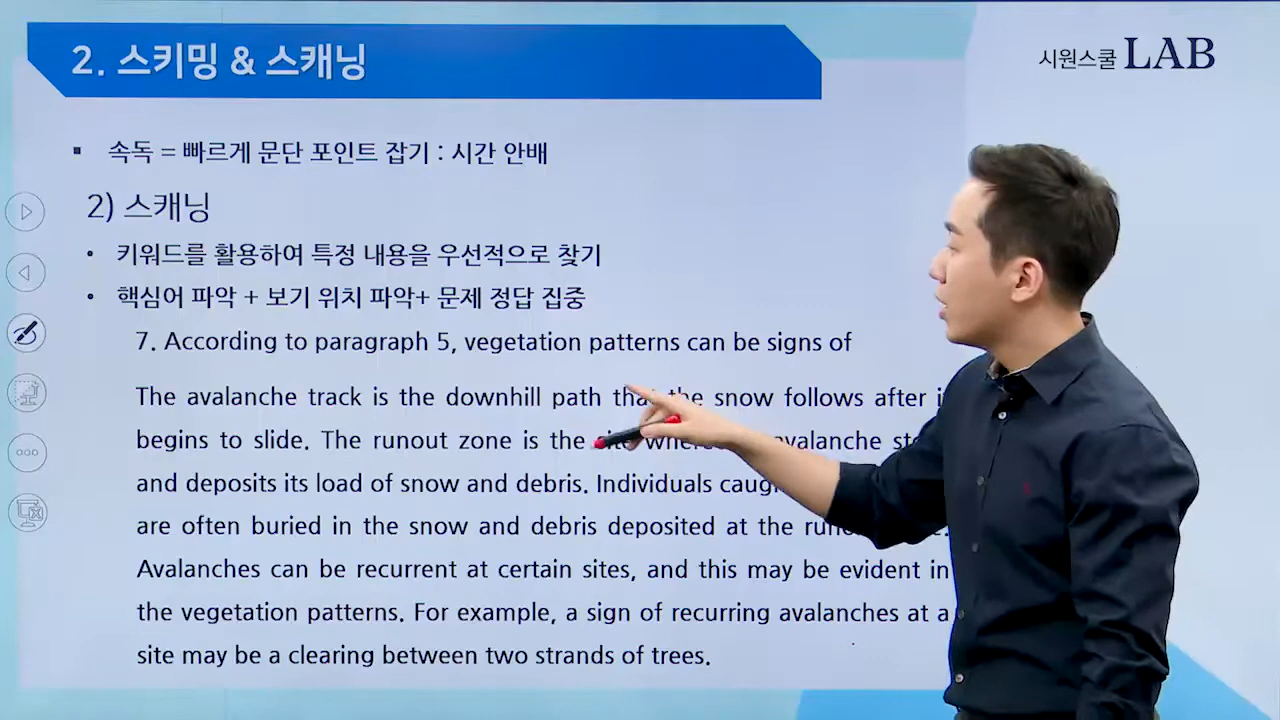 2. 스키밍 & 스캐닝
시원스쿨 LAB
▪ 속독 = 빠르게 문단 포인트 잡기 : 시간 안배
2) 스캐닝
• 키워드를 활용하여 특정 내용을 우선적으로 찾기
• 핵심어 파악 + 보기 위치 파악+ 문제 정답 집중
7. According to paragraph 5, vegetation patterns can be signs of
The avalanche track is the downhill path that the snow follows after
begins to slide. The runout zone is the site where avalanche
and deposits its load of snow and debris. Individuals
are often buried in the snow and debris deposited at the
Avalanches can be recurrent at certain sites, and this may be evident in
the vegetation patterns. For example, a sign of recurring avalanches at a
site may be a clearing between two strands of trees.